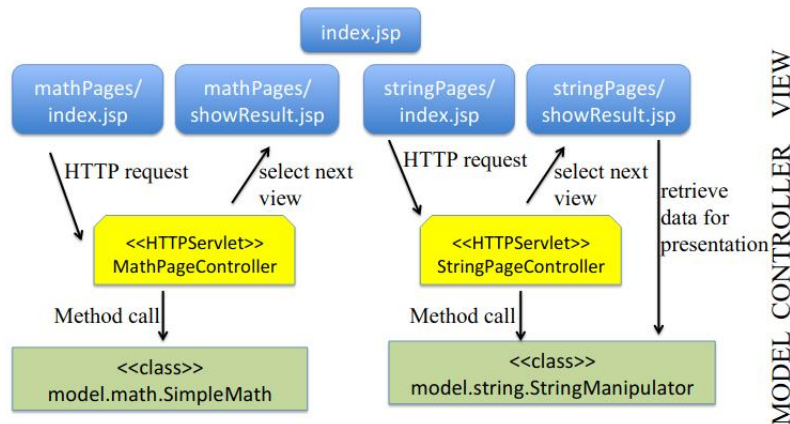 index.jsp
mathPages/
index.jsp
mathPages/
showResult.jsp
stringPages/
index.jsp
stringPages/
showResult.jsp
HTTP request
select next
view
HTTP request
select next
view
retrieve
data for
presentation
<<HTTPServlet>>
MathPageController
<<HTTPServlet>>
StringPageController
Method call
Method call
<<class>>
model.math.SimpleMath
<<class>>
model.string.StringManipulator
MODEL CONTROLLER VIEW